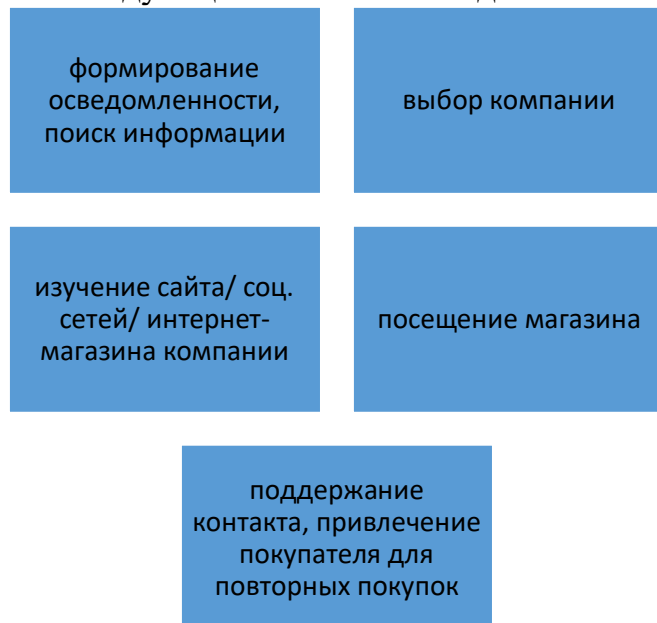 формирование
осведомленности,
поиск информации
выбор компании
изучение сайта/ соц.
сетей/ интернет-
магазина компании
посещение магазина
поддержание
контакта, привлечение
покупателя для
повторных покупок